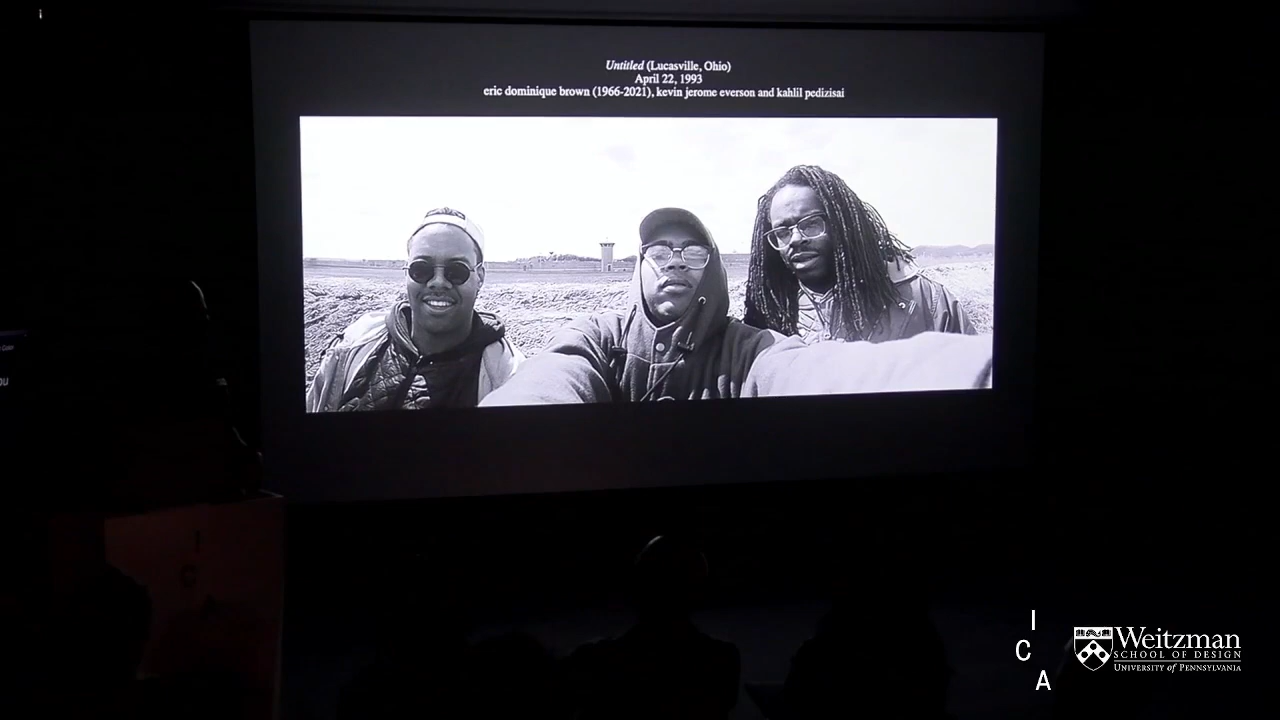 Untitled (Lucasville, Ohio)
April 22, 1993
eric dominique brown (1966-2021), kevin jerome everson and kahlil pedizisai
I
C
A
Weitzman
SCHOOL OF DESIGN
UNIVERSITY OF PENNSYLVANIA